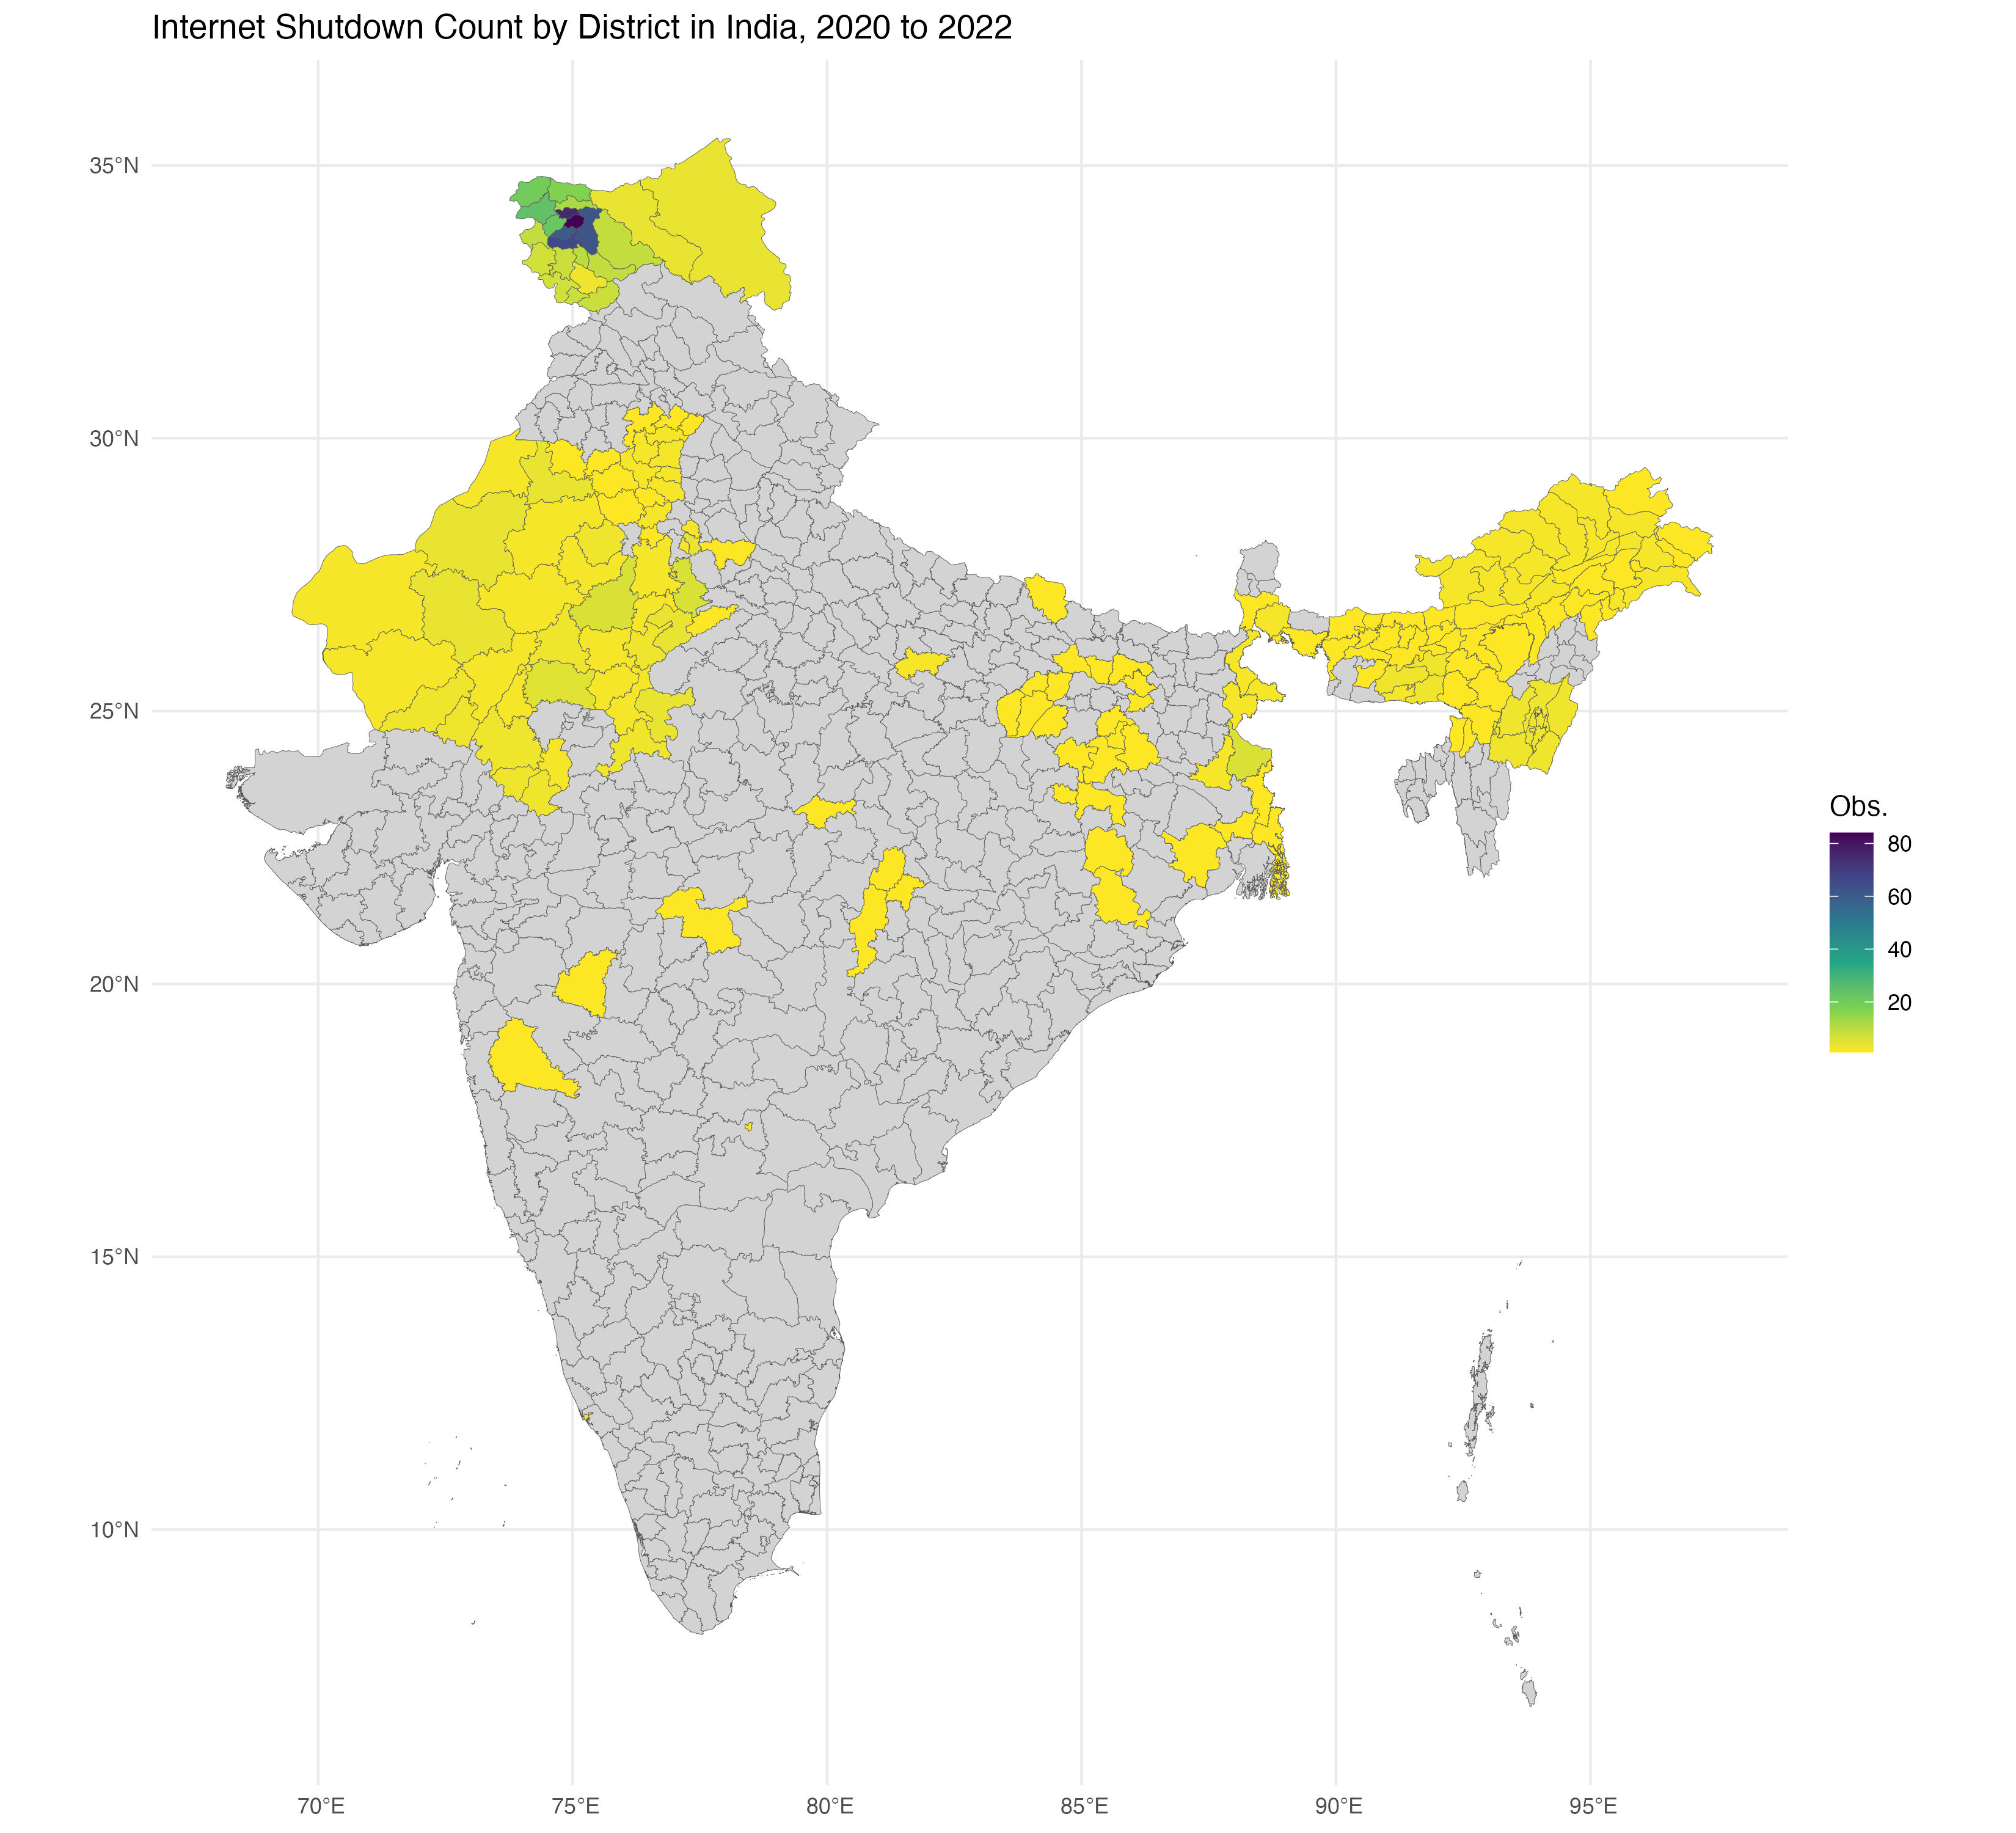 Internet Shutdown Count by District in India, 2020 to 2022
35°N
30°N
25°N
20°N
15°N
10°N
70°E 75°E 80°E 85°E 90°E 95°E
Obs.
80
60
40
20